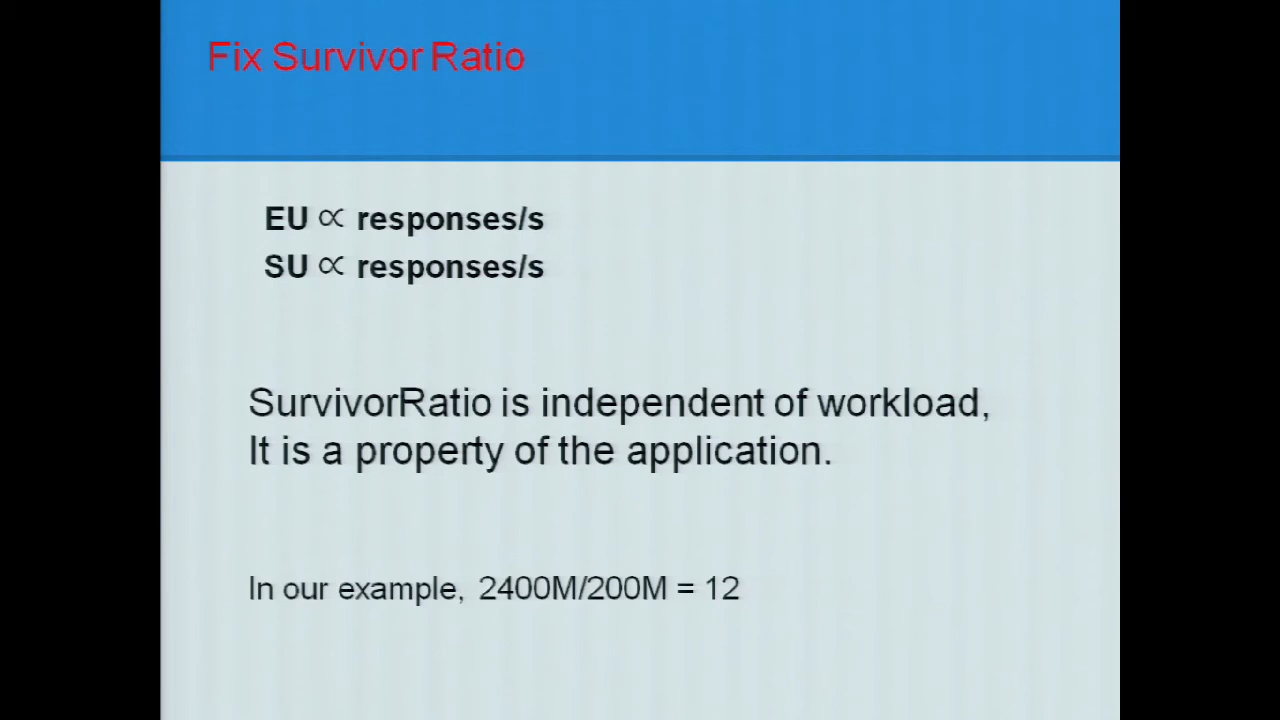 Fix Survivor Ratio
EU ∝ responses/s
SU ∝ responses/s
SurvivorRatio is independent of workload,
It is a property of the application.
In our example, 2400M/200M = 12